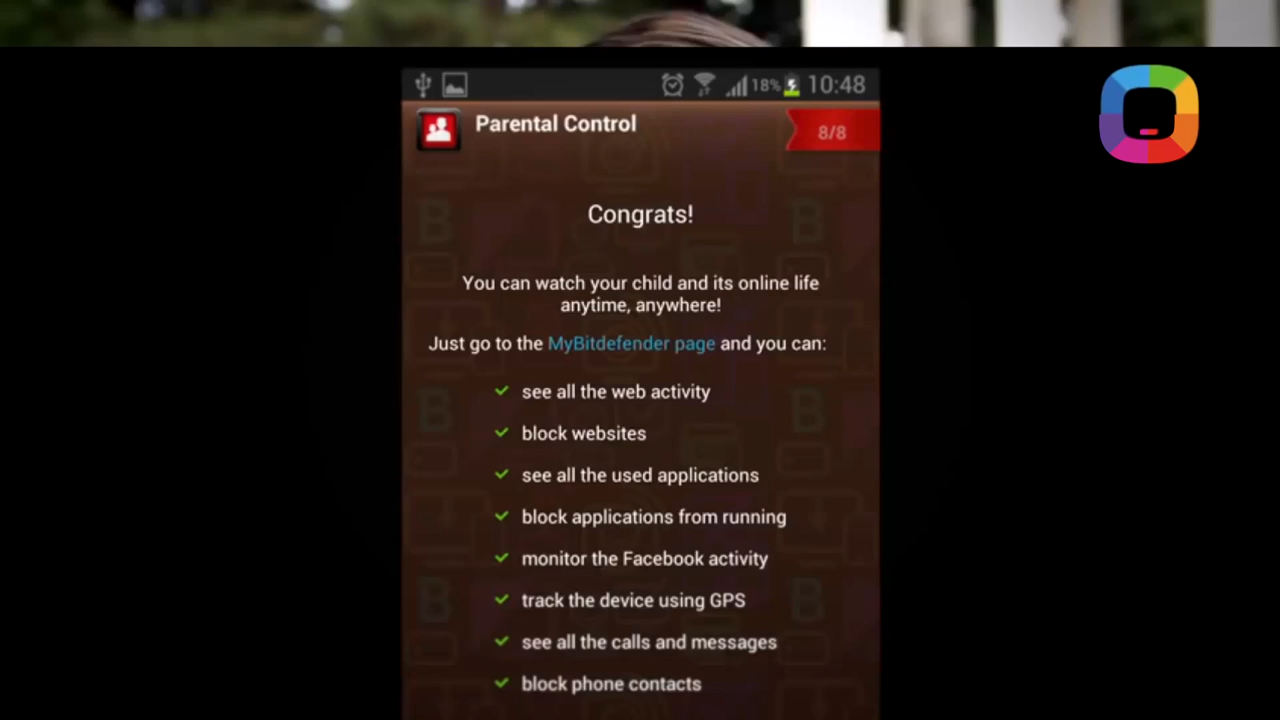 18% 10:48
Parental Control
8/8
Congrats!
You can watch your child and its online life
anytime, anywhere!
Just go to the MyBitdefender page and you can:
see all the web activity
block websites
see all the used applications
block applications from running
monitor the Facebook activity
track the device using GPS
see all the calls and messages
block phone contacts